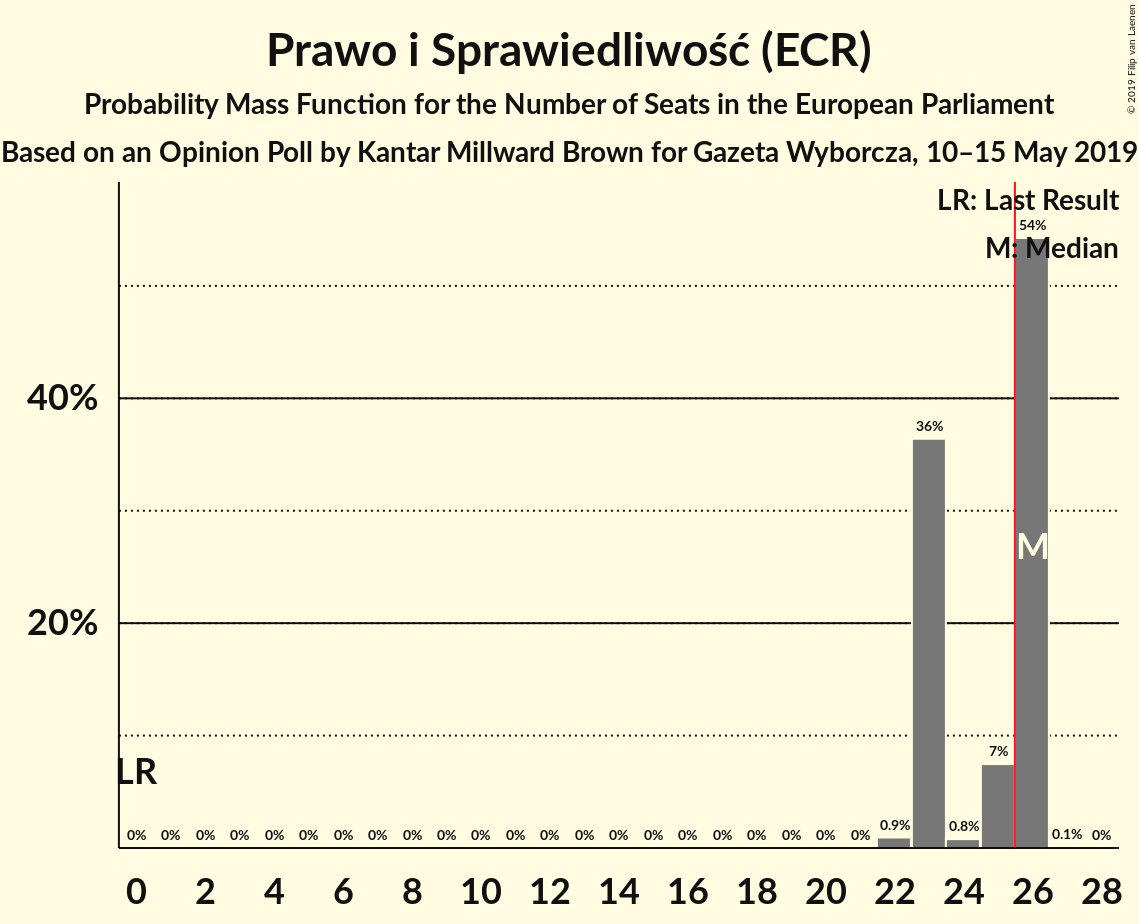 Prawo i Sprawiedliwość (ECR)
Probability Mass Function for the Number of Seats in the European Parliament
Based on an Opinion Poll by Kantar Millward Brown for Gazeta Wyborcza, 10–15 May 2019
© 2019 Filip van Laenen
LR: Last Result
54%
M: Median
40%
36%
M
20%
7%
LR
0% 0% 0% 0% 0% 0% 0% 0% 0% 0% 0% 0% 0% 0% 0% 0% 0% 0% 0% 0% 0% 0% 0.9% 0.8% 0.1% 0%
0 2 4 6 8 10 12 14 16 18 20 22 24 26 28